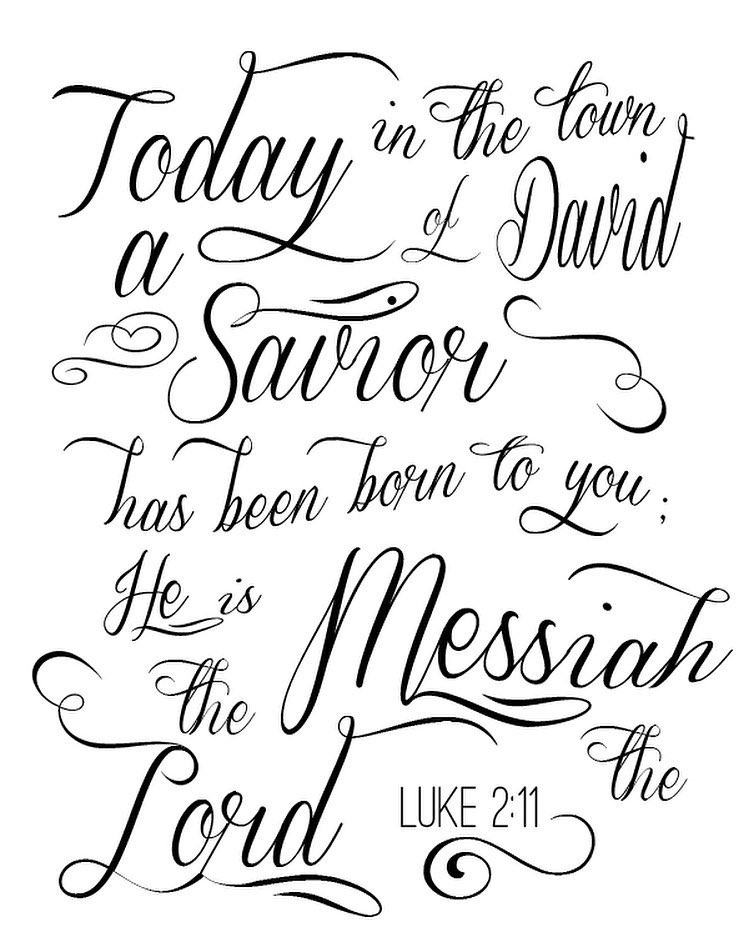 Today in the town
a of David
Savior
has been born to you;
He is
the Messiah
the
Lord
LUKE 2:11